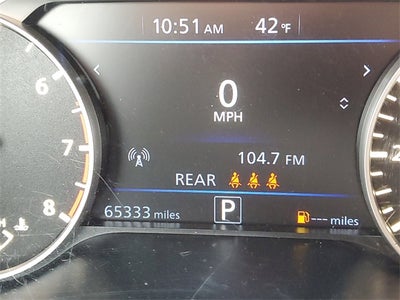 10:51 AM 42°F
0
MPH
104.7 FM
REAR
65333 miles P --- miles
6
7
8